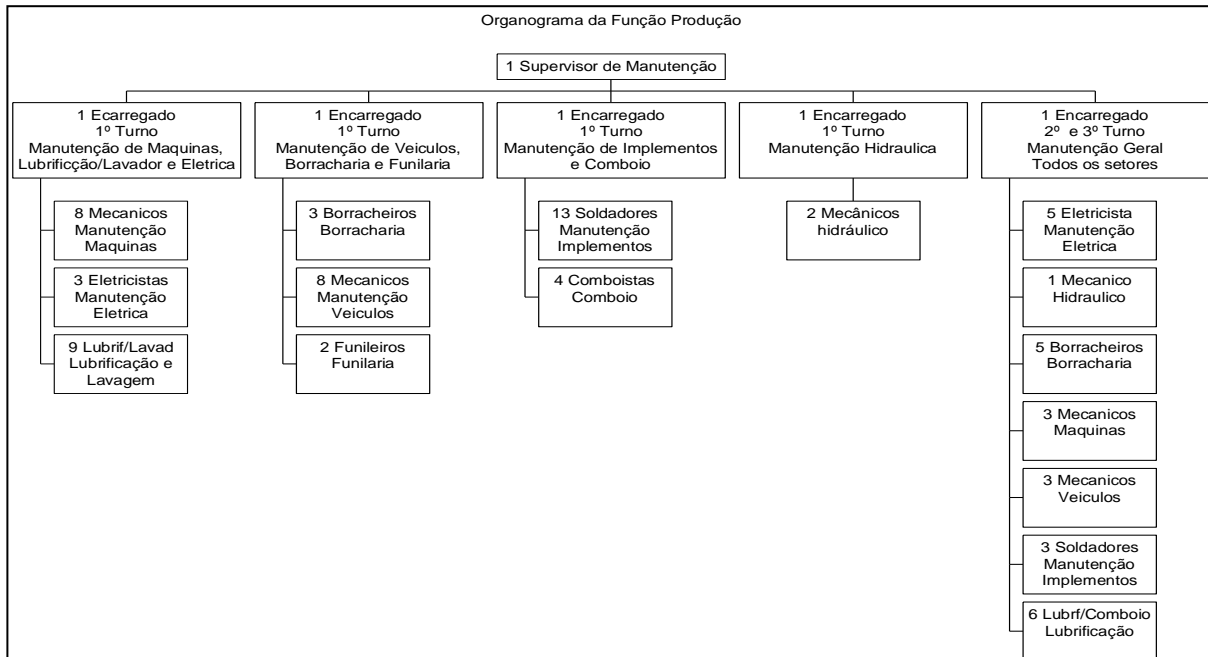 Organograma da Função Produção
1 Supervisor de Manutenção
1 Ecarregado
1º Turno
Manutenção de Maquinas,
Lubrificção/Lavador e Eletrica
8 Mecanicos
Manutenção
Maquinas
3 Eletricistas
Manutenção
Eletrica
9 Lubrif/Lavad
Lubrificação e
Lavagem
1 Encarregado
1º Turno
Manutenção de Veiculos,
Borracharia e Funilaria
3 Borracheiros
Borracharia
8 Mecanicos
Manutenção
Veiculos
2 Funileiros
Funilaria
1 Encarregado
1º Turno
Manutenção de Implementos
e Comboio
13 Soldadores
Manutenção
Implementos
4 Comboistas
Comboio
1 Encarregado
1º Turno
Manutenção Hidraulica
2 Mecânicos
hidráulico
1 Encarregado
2º e 3º Turno
Manutenção Geral
Todos os setores
5 Eletricista
Manutenção
Eletrica
1 Mecanico
Hidraulico
5 Borracheiros
Borracharia
3 Mecanicos
Maquinas
3 Mecanicos
Veiculos
3 Soldadores
Manutenção
Implementos
6 Lubrf/Comboio
Lubrificação